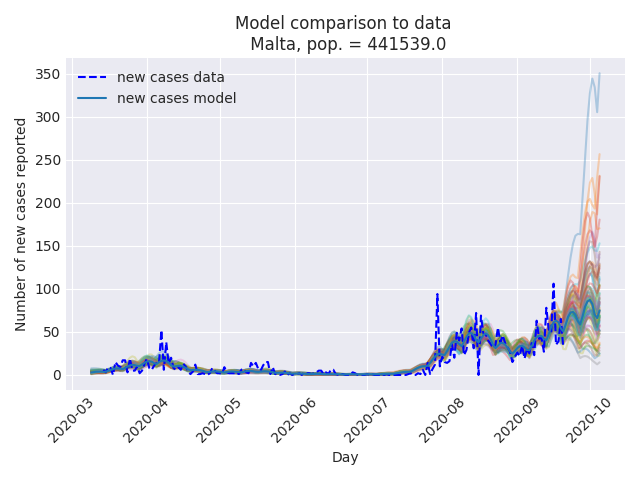 Model comparison to data
Malta, pop. = 441539.0
new cases data
new cases model
Number of new cases reported
350
300
250
200
150
100
50
0
2020-03
2020-04
2020-05
2020-06
2020-07
2020-08
2020-09
2020-10
Day